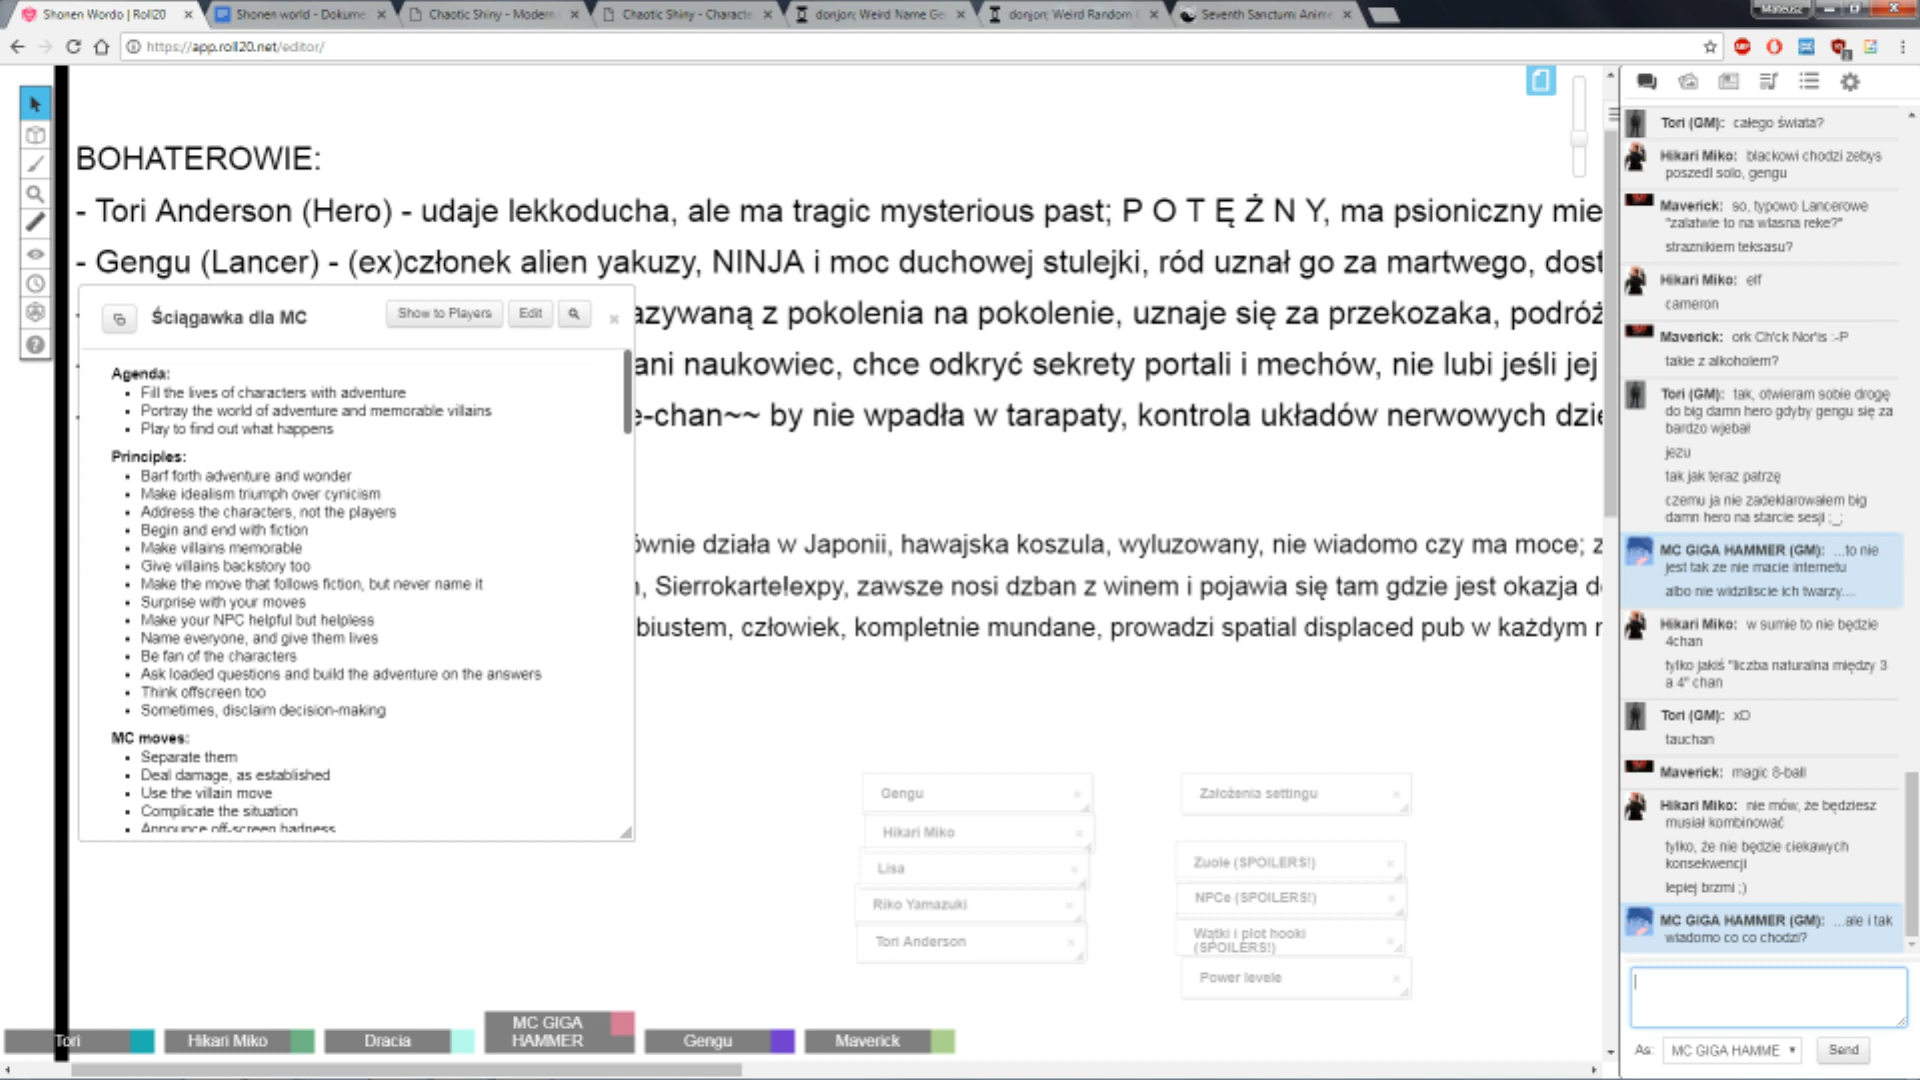 Shonen Wordo | Roll20
Shonen world - Dokume
Chaotic Shiny - Modern
Chaotic Shiny - Characte
donjon; Weird Name Ge
donjon; Weird Random
Seventh Sanctum: Anime
Mateusz
https://app.roll20.net/editor/
BOHATEROWIE:
- Tori Anderson (Hero) - udaje lekkoducha, ale ma tragic mysterious past; P O T Ę Ż N Y, ma psioniczny mie
- Gengu (Lancer) - (ex)członek alien yakuzy, NINJA i moc duchowej stulejki, ród uznał go za martwego, dost
azywaną z pokolenia na pokolenie, uznaje się za przekozaka, podróż
ani naukowiec, chce odkryć sekrety portali i mechów, nie lubi jeśli jej
e-chan~~ by nie wpadła w tarapaty, kontrola układów nerwowych dzie
ównie działa w Japonii, hawajska koszula, wyluzowany, nie wiadomo czy ma moce; z
, Sierrokarte!expy, zawsze nosi dzban z winem i pojawia się tam gdzie jest okazja d
biustem, człowiek, kompletnie mundane, prowadzi spatial displaced pub w każdym
Ściągawka dla MC
Show to Players
Edit
Agenda:
Fill the lives of characters with adventure
Portray the world of adventure and memorable villains
Play to find out what happens
Principles:
Barf forth adventure and wonder
Make idealism triumph over cynicism
Address the characters, not the players
Begin and end with fiction
Make villains memorable
Give villains backstory too
Make the move that follows fiction, but never name it
Surprise with your moves
Make your NPC helpful but helpless
Name everyone, and give them lives
Be fan of the characters
Ask loaded questions and build the adventure on the answers
Think offscreen too
Sometimes, disclaim decision-making
MC moves:
Separate them
Deal damage, as established
Use the villain move
Complicate the situation
Announce off-screen badness
Gengu
Hikari Miko
Lisa
Riko Yamazuki
Tori Anderson
Założenia settingu
Zuole (SPOILERS!)
NPCe (SPOILERS!)
Wątki i plot hooki
(SPOILERS!)
Power levele
Tori
Hikari Miko
Dracia
MC GIGA
HAMMER
Gengu
Maverick
Tori (GM): całego świata?
Hikari Miko: blackowi chodzi zebys
poszedl solo, gengu
Maverick: so, typowo Lancerowe
"zalatwie to na wlasna reke?"
straznikiem teksasu?
Hikari Miko: elf
cameron
Maverick: ork Ch'ck Nor'is :-P
takie z alkoholem?
Tori (GM): tak, otwieram sobie drogę
do big damn hero gdyby gengu się za
bardzo wjebał
jezu
tak jak teraz patrzę
czemu ja nie zadeklarowałem big
damn hero na starcie sesji ;_;
MC GIGA HAMMER (GM): ...to nie
jest tak ze nie macie internetu
albo nie widzliscie ich twarzy....
Hikari Miko: w sumie to nie będzie
4chan
tylko jakiś "liczba naturalna między 3
a 4" chan
Tori (GM): xD
tauchan
Maverick: magic 8-ball
Hikari Miko: nie mów, że będziesz
musiał kombinować
tylko, że nie będzie ciekawych
konsekwencji
lepiej brzmi ;)
MC GIGA HAMMER (GM): ...ale i tak
wiadomo co co chodzi?
As:
MC GIGA HAMME
Send